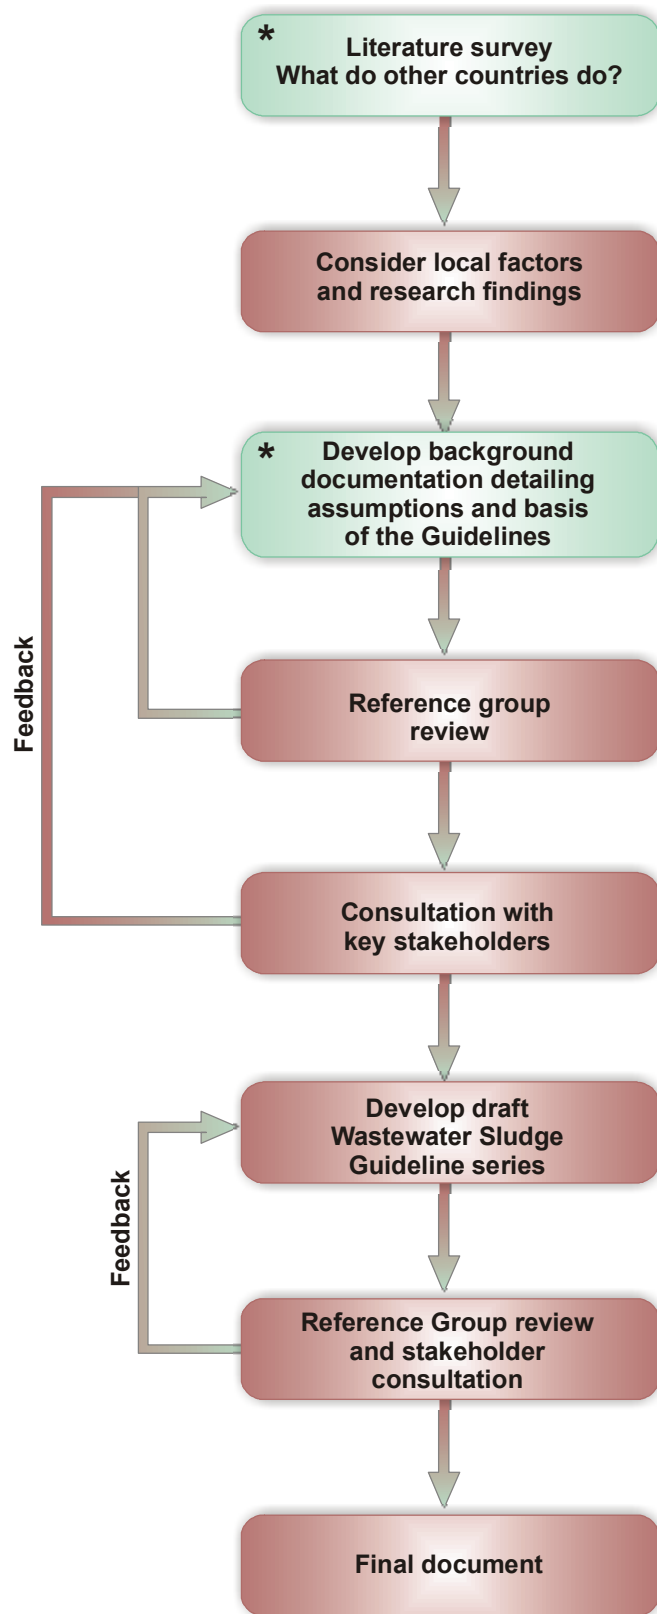 *
Literature survey
What do other countries do?
Consider local factors
and research findings
*
Develop background
documentation detailing
assumptions and basis
of the Guidelines
Feedback
Reference group
review
Consultation with
key stakeholders
Develop draft
Wastewater Sludge
Guideline series
Feedback
Reference Group review
and stakeholder
consultation
Final document